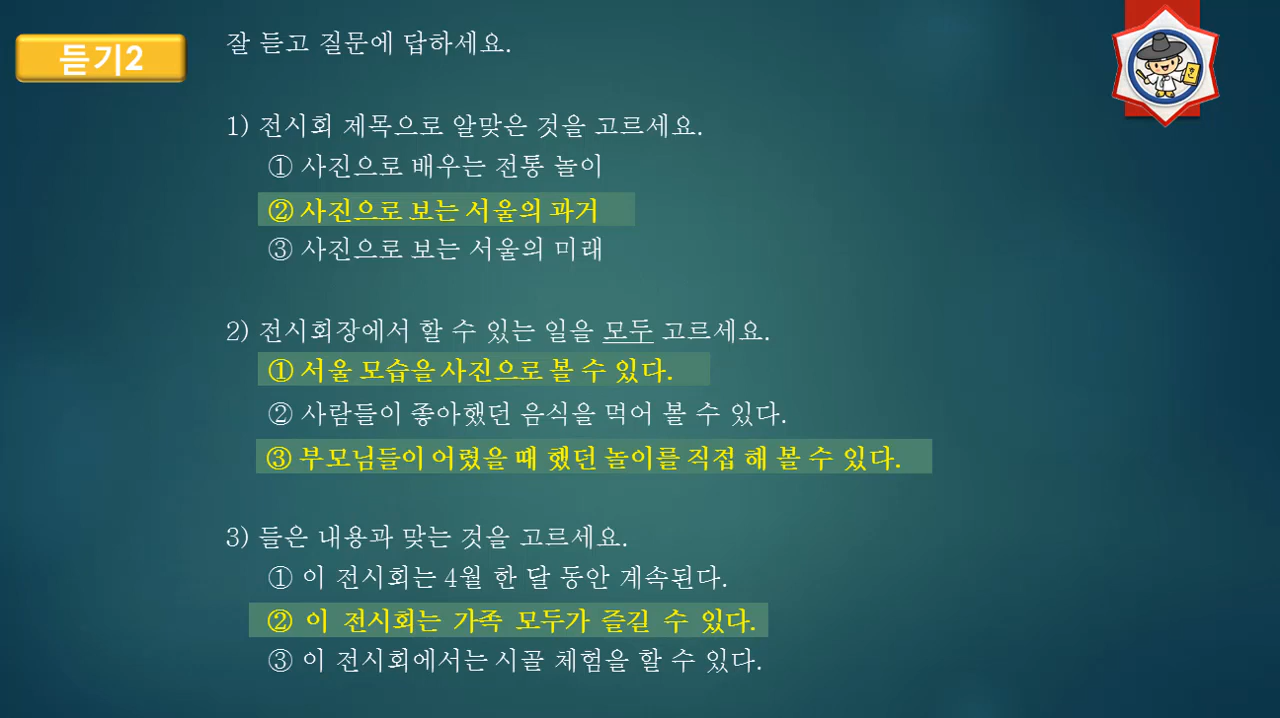 듣기2
잘 듣고 질문에 답하세요.
1) 전시회 제목으로 알맞은 것을 고르세요.
① 사진으로 배우는 전통 놀이
② 사진으로 보는 서울의 과거
③ 사진으로 보는 서울의 미래
2) 전시회장에서 할 수 있는 일을 모두 고르세요.
① 서울 모습을 사진으로 볼 수 있다.
② 사람들이 좋아했던 음식을 먹어 볼 수 있다.
③ 부모님들이 어렸을 때 했던 놀이를 직접 해 볼 수 있다.
3) 들은 내용과 맞는 것을 고르세요.
① 이 전시회는 4월 한 달 동안 계속된다.
② 이 전시회는 가족 모두가 즐길 수 있다.
③ 이 전시회에서는 시골 체험을 할 수 있다.